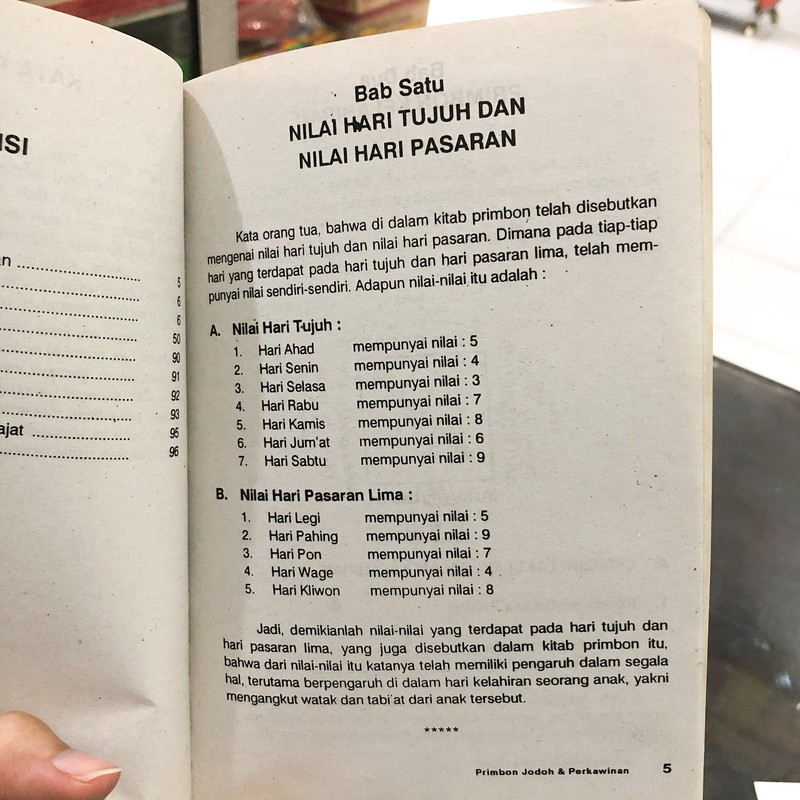 ISI
n ........................
........................ 5
........................ 6
........................ 6
........................ 50
........................ 90
........................ 91
........................ 92
........................ 93
ajat .................... 95
........................ 96
Bab Satu
NILAI HARI TUJUH DAN
NILAI HARI PASARAN
Kata orang tua, bahwa di dalam kitab primbon telah disebutkan
mengenai nilai hari tujuh dan nilai hari pasaran. Dimana pada tiap-tiap
hari yang terdapat pada hari tujuh dan hari pasaran lima, telah mem-
punyai nilai sendiri-sendiri. Adapun nilai-nilai itu adalah :
A. Nilai Hari Tujuh :
1. Hari Ahad mempunyai nilai : 5
2. Hari Senin mempunyai nilai : 4
3. Hari Selasa mempunyai nilai : 3
4. Hari Rabu mempunyai nilai : 7
5. Hari Kamis mempunyai nilai : 8
6. Hari Jum'at mempunyai nilai : 6
7. Hari Sabtu mempunyai nilai : 9
B. Nilai Hari Pasaran Lima :
1. Hari Legi mempunyai nilai : 5
2. Hari Pahing mempunyai nilai : 9
3. Hari Pon mempunyai nilai : 7
4. Hari Wage mempunyai nilai : 4
5. Hari Kliwon mempunyai nilai : 8
Jadi, demikianlah nilai-nilai yang terdapat pada hari tujuh dan
hari pasaran lima, yang juga disebutkan dalam kitab primbon itu,
bahwa dari nilai-nilai itu katanya telah memiliki pengaruh dalam segala
hal, terutama berpengaruh di dalam hari kelahiran seorang anak, yakni
mengangkut watak dan tabi'at dari anak tersebut.
*****
Primbon Jodoh & Perkawinan 5